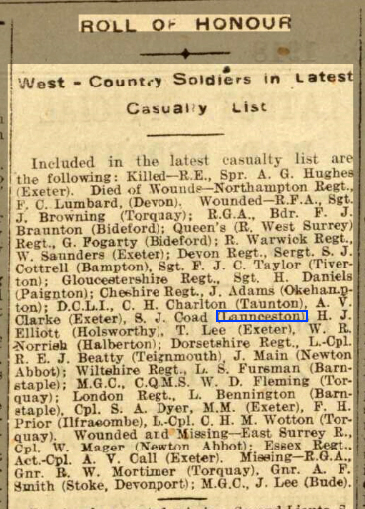 ROLL OF HONOUR
West-Country Soldiers in Latest
Casualty List
Included in the latest casualty list are
the following: Killed—R.E., Spr. A. G. Hughes
(Exeter). Died of Wounds—Northampton Regt.,
F. C. Lumbard, (Devon). Wounded—R.F.A., Sgt.
J. Browning (Torquay); R.G.A., Bdr. F. J.
Braunton (Bideford); Queen's (R. West Surrey)
Regt., G. Fogarty (Bideford); R. Warwick Regt.,
W. Saunders (Exeter); Devon Regt., Sergt. S. J.
Cottrell (Bampton), Sgt. F. J. C. Taylor (Tiver-
ton); Gloucestershire Regt., Sgt. H. Daniels
(Paignton); Cheshire Regt., J. Adams (Okehamp-
ton); D.C.L.I., C. H. Charlton (Taunton), A. V.
Clarke (Exeter), S. J. Coad (Launceston), H. J.
Elliott (Holsworthy, T. Lee (Exeter), W. R.
Norrish (Halberton); Dorsetshire Regt., L.-Cpl.
R. E. J. Beatty (Teignmouth), J. Main (Newton
Abbot); Wiltshire Regt., L. S. Fursman (Barn-
staple); M.G.C., C.Q.M.S. W. D. Fleming (Tor-
quay); London Regt., L. Bennington (Barn-
staple), Cpl. S. A. Dyer, M.M. (Exeter), F. H.
Prior (Ilfracombe), L.-Cpl. C. H. M. Wotton (Tor-
quay). Wounded and Missing—East Surrey R.,
Cpl. W. Mager (Newton Abbot); Essex Regt.,
Act.-Cpl. A. V. Call (Exeter). Missing—R.G.A.,
Gnr. R. W. Mortimer (Torquay), Gnr. A. F.
Smith (Stoke, Devonport); M.G.C., J. Lee (Bude).